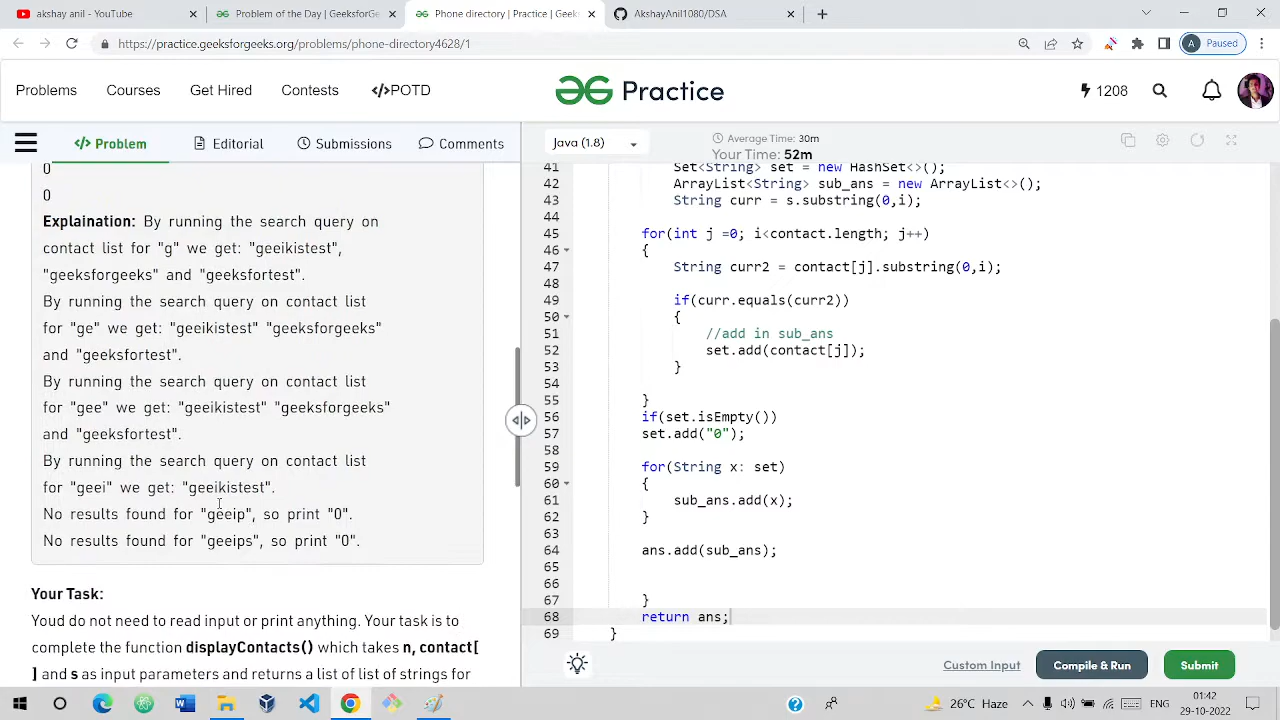 akshay anil - YouTube
Problem of the Day | GeeksforGe
Phone directory | Practice | Geek
AkshayAnil1080/Do
https://practice.geeksforgeeks.org/problems/phone-directory4628/1
A Paused
Problems
Courses
Get Hired
Contests
</>POTD
Practice
1208
</> Problem
Editorial
Submissions
Comments
Java (1.8)
Average Time: 30m
Your Time: 52m
0
0
Explaination: By running the search query on
contact list for "g" we get: "geeikistest",
"geeksforgeeks" and "geeksfortest".
By running the search query on contact list
for "ge" we get: "geeikistest" "geeksforgeeks"
and "geeksfortest".
By running the search query on contact list
for "gee" we get: "geeikistest" "geeksforgeeks"
and "geeksfortest".
By running the search query on contact list
for "geei" we get: "geeikistest".
No results found for "geeip", so print "0".
No results found for "geeips", so print "0".
Your Task:
Youd do not need to read input or print anything. Your task is to
complete the function displayContacts() which takes n, contact[
] and s as input parameters and returns a list of list of strings for
41 Set<String> set = new HashSet<>();
42 ArrayList<String> sub_ans = new ArrayList<>();
43 String curr = s.substring(0,i);
44
45 for(int j =0; i<contact.length; j++)
46 {
47 String curr2 = contact[j].substring(0,i);
48
49 if(curr.equals(curr2))
50 {
51 //add in sub_ans
52 set.add(contact[j]);
53 }
54
55 }
56 if(set.isEmpty())
57 set.add("0");
58
59 for(String x: set)
60 {
61 sub_ans.add(x);
62 }
63
64 ans.add(sub_ans);
65
66
67 }
68 return ans;
69 }
Custom Input
Compile & Run
Submit
26°C Haze
01:42
29-10-2022